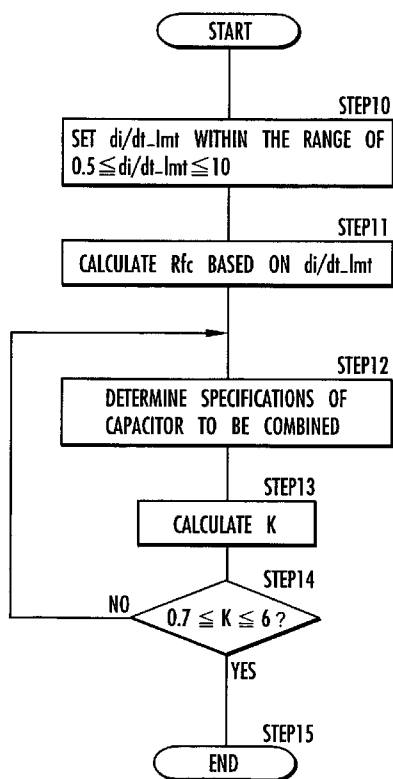 START
STEP10
SET di/dt_lmt WITHIN THE RANGE OF
0.5≦di/dt_lmt≦10
STEP11
CALCULATE Rfc BASED ON di/dt_lmt
STEP12
DETERMINE SPECIFICATIONS OF
CAPACITOR TO BE COMBINED
STEP13
CALCULATE K
STEP14
NO
0.7 ≦ K ≦ 6 ?
YES
STEP15
END